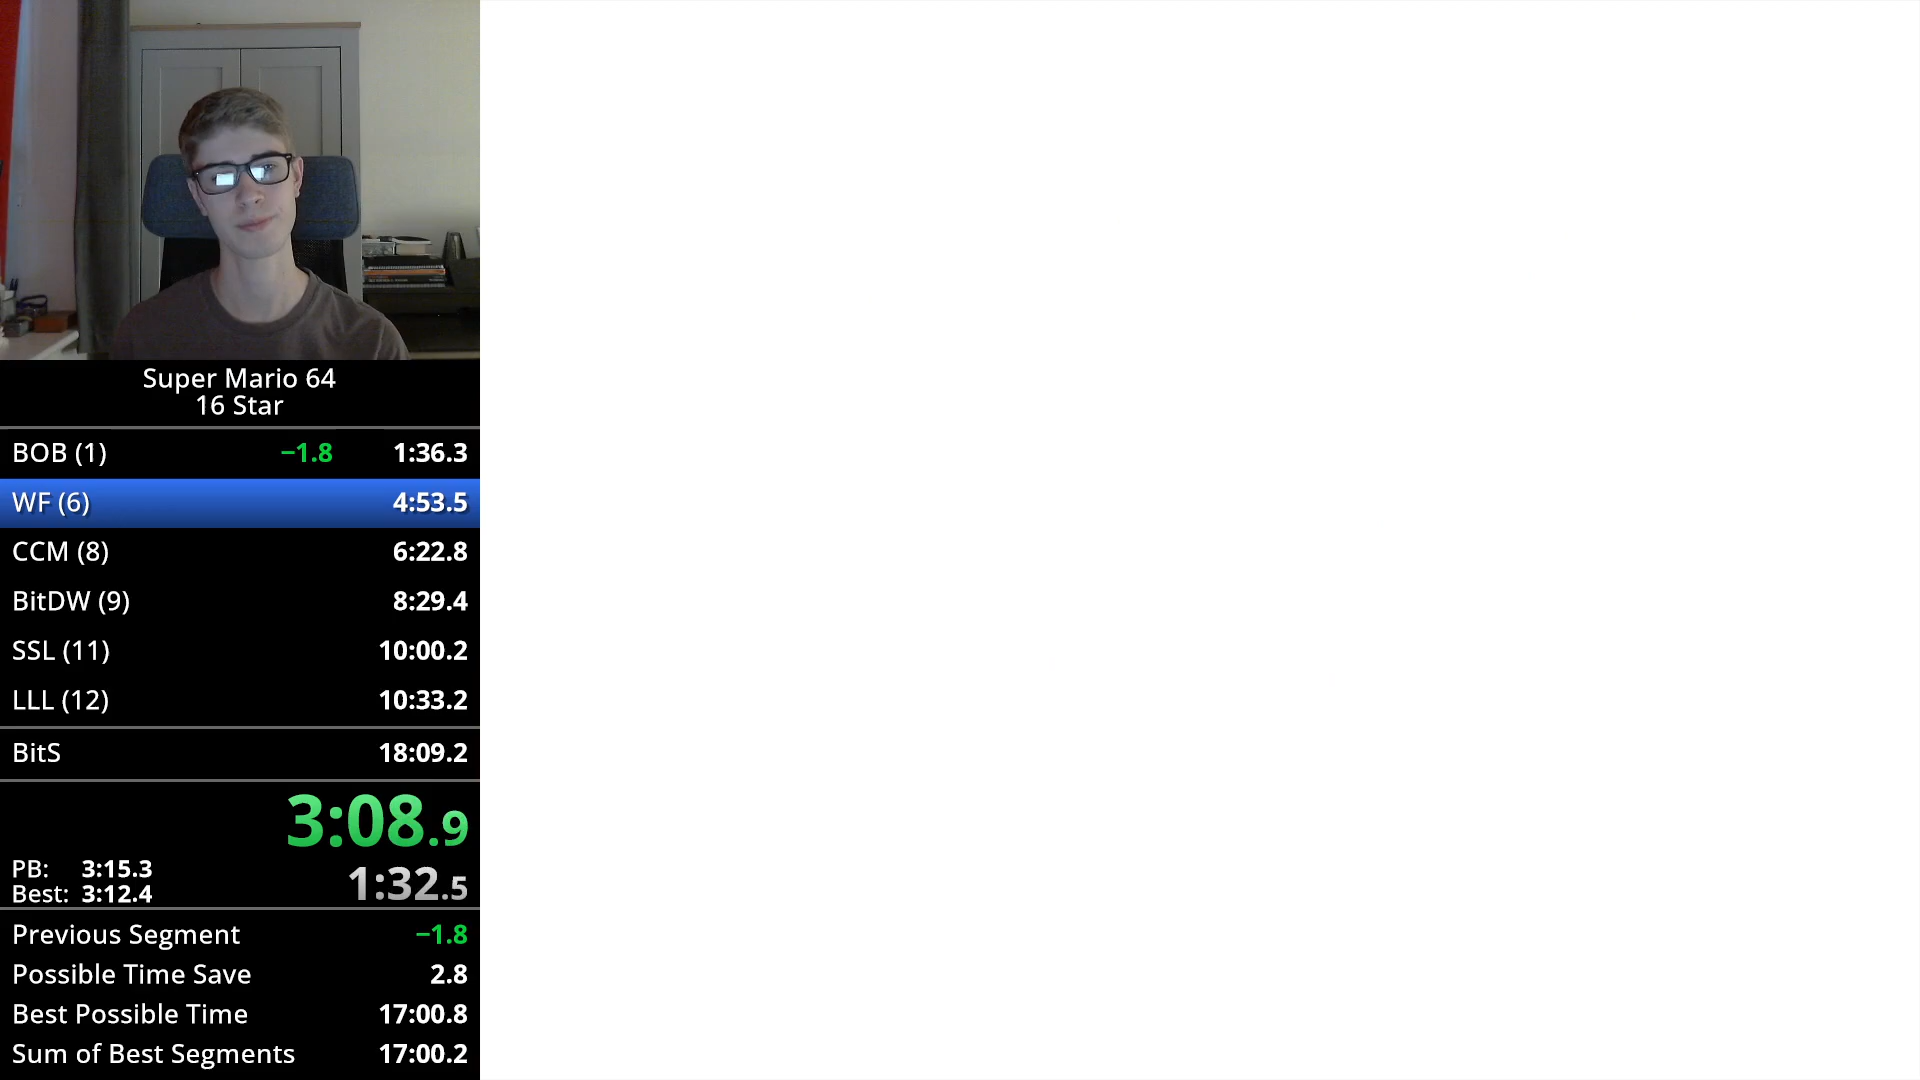 Super Mario 64
16 Star
BOB (1) −1.8 1:36.3
WF (6) 4:53.5
CCM (8) 6:22.8
BitDW (9) 8:29.4
SSL (11) 10:00.2
LLL (12) 10:33.2
BitS 18:09.2
3:08.9
PB: 3:15.3
Best: 3:12.4
1:32.5
Previous Segment −1.8
Possible Time Save 2.8
Best Possible Time 17:00.8
Sum of Best Segments 17:00.2